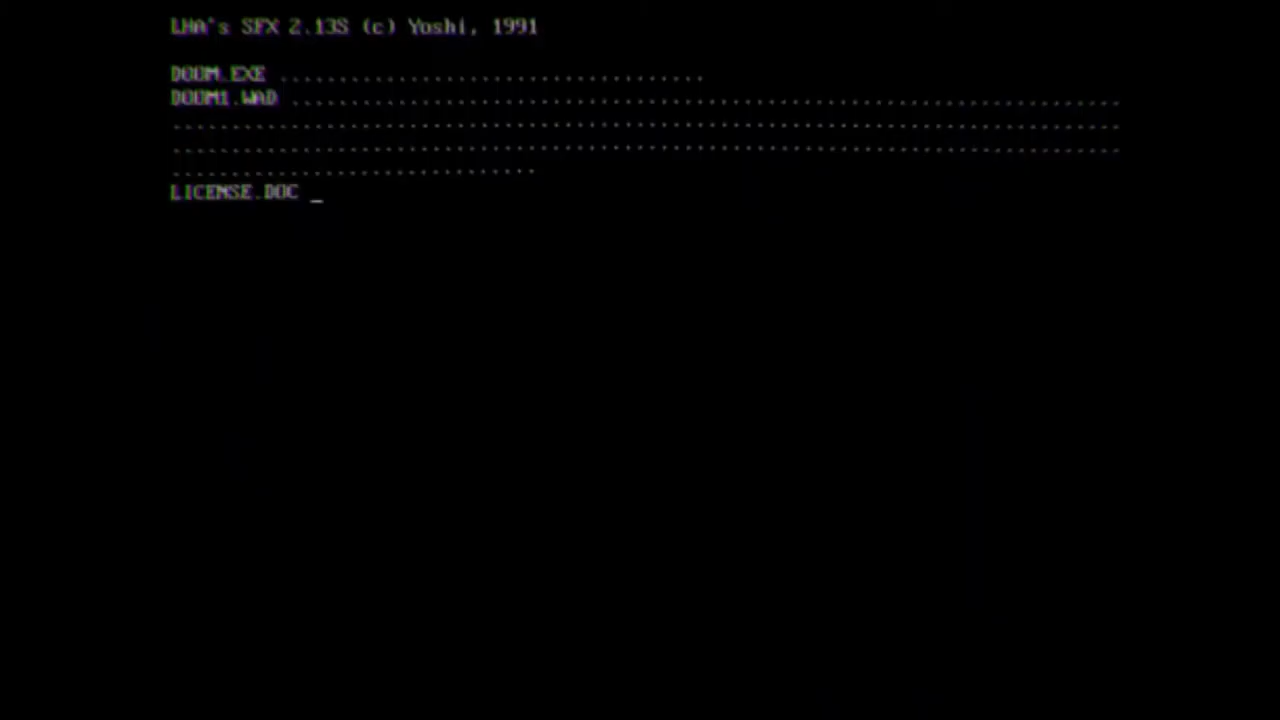 LHA's SFX 2.13S (c) Yoshi, 1991
DOOM.EXE ....................................
DOOM1.WAD ......................................................................
................................................................................
................................................................................
...............................
LICENSE.DOC _